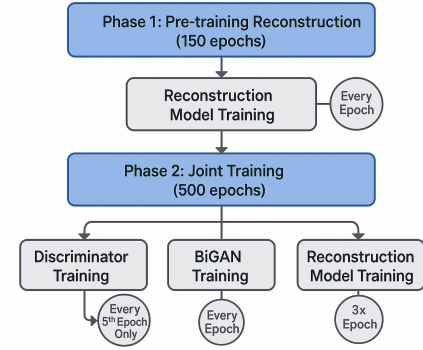 Phase 1: Pre-training Reconstruction
(150 epochs)
Reconstruction
Model Training
Every
Epoch
Phase 2: Joint Training
(500 epochs)
Discriminator
Training
BiGAN
Training
Reconstruction
Model Training
Every
5th Epoch
Only
Every
Epoch
3x
Epoch